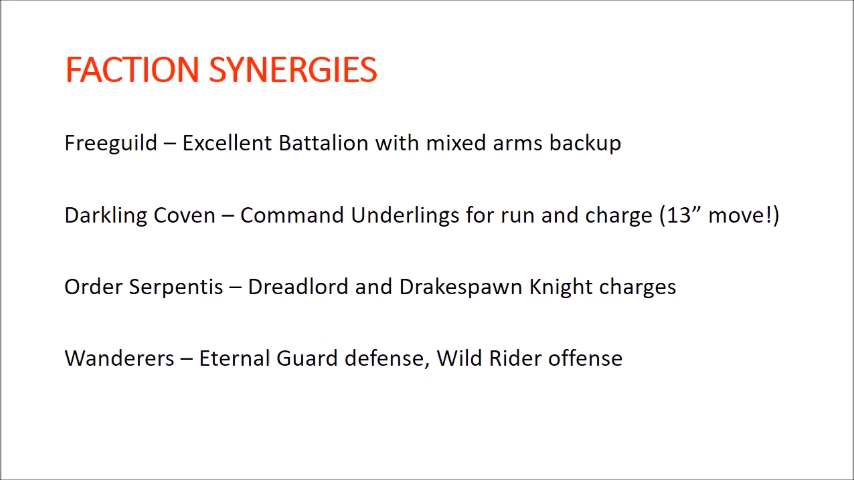 FACTION SYNERGIES
Freeguild – Excellent Battalion with mixed arms backup
Darkling Coven – Command Underlings for run and charge (13” move!)
Order Serpentis – Dreadlord and Drakespawn Knight charges
Wanderers – Eternal Guard defense, Wild Rider offense